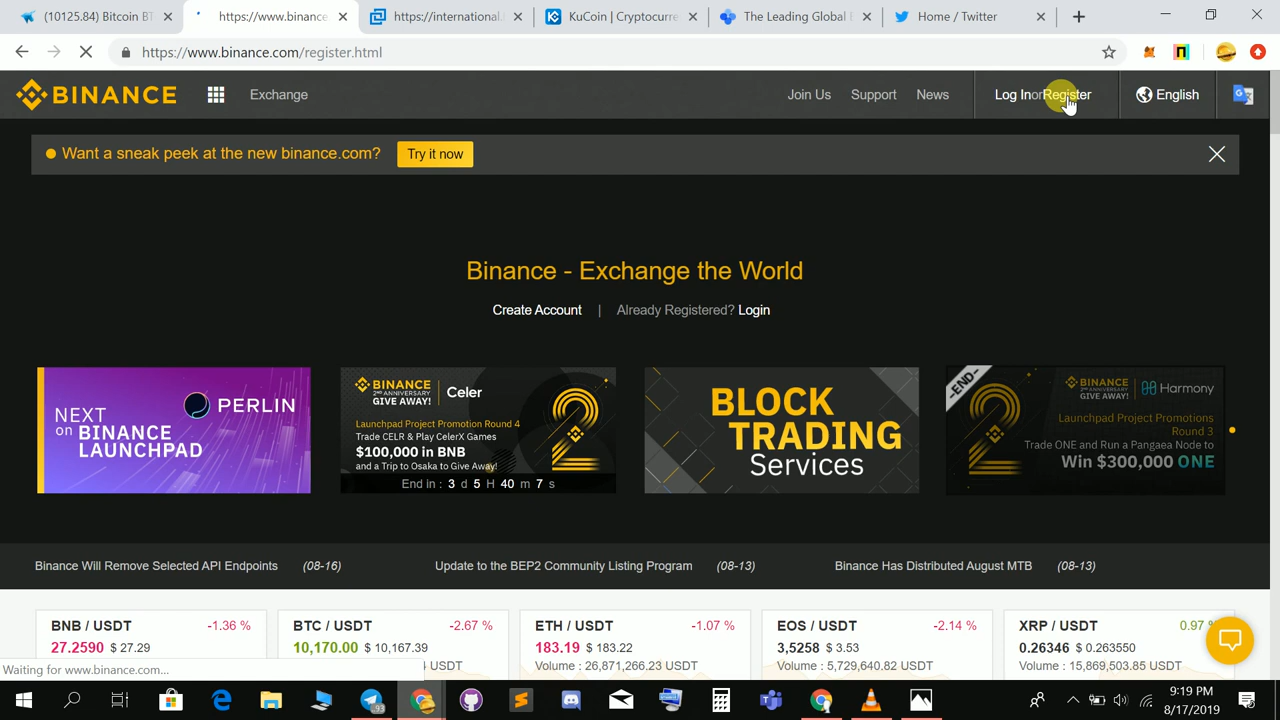 (10125.84) Bitcoin BT
https://www.binance.
https://international.
KuCoin | Cryptocurre
The Leading Global
Home / Twitter
https://www.binance.com/register.html
BINANCE
Exchange
Join Us
Support
News
Log In or Register
English
Want a sneak peek at the new binance.com?
Try it now
Binance - Exchange the World
Create Account | Already Registered? Login
NEXT
on BINANCE
LAUNCHPAD
PERLIN
BINANCE
2ND ANNIVERSARY
GIVE AWAY!
Celer
Launchpad Project Promotion Round 4
Trade CELR & Play CelerX Games
$100,000 in BNB
and a Trip to Osaka to Give Away!
End in : 3 d 5 H 40 m 7 s
BLOCK
TRADING
Services
-END-
BINANCE
2ND ANNIVERSARY
GIVE AWAY!
Harmony
Launchpad Project Promotions
Round 3
Trade ONE and Run a Pangaea Node to
Win $300,000 ONE
Binance Will Remove Selected API Endpoints (08-16)
Update to the BEP2 Community Listing Program (08-13)
Binance Has Distributed August MTB (08-13)
BNB / USDT -1.36 %
27.2590 $ 27.29
BTC / USDT -2.67 %
10,170.00 $ 10,167.39
4 USDT
ETH / USDT -1.07 %
183.19 $ 183.22
Volume : 26,871,266.23 USDT
EOS / USDT -2.14 %
3,5258 $ 3.53
Volume : 5,729,640.82 USDT
XRP / USDT 0.97 %
0.26346 $ 0.263550
Volume : 15,869,503.85 USDT
Waiting for www.binance.com...
93
9:19 PM
8/17/2019